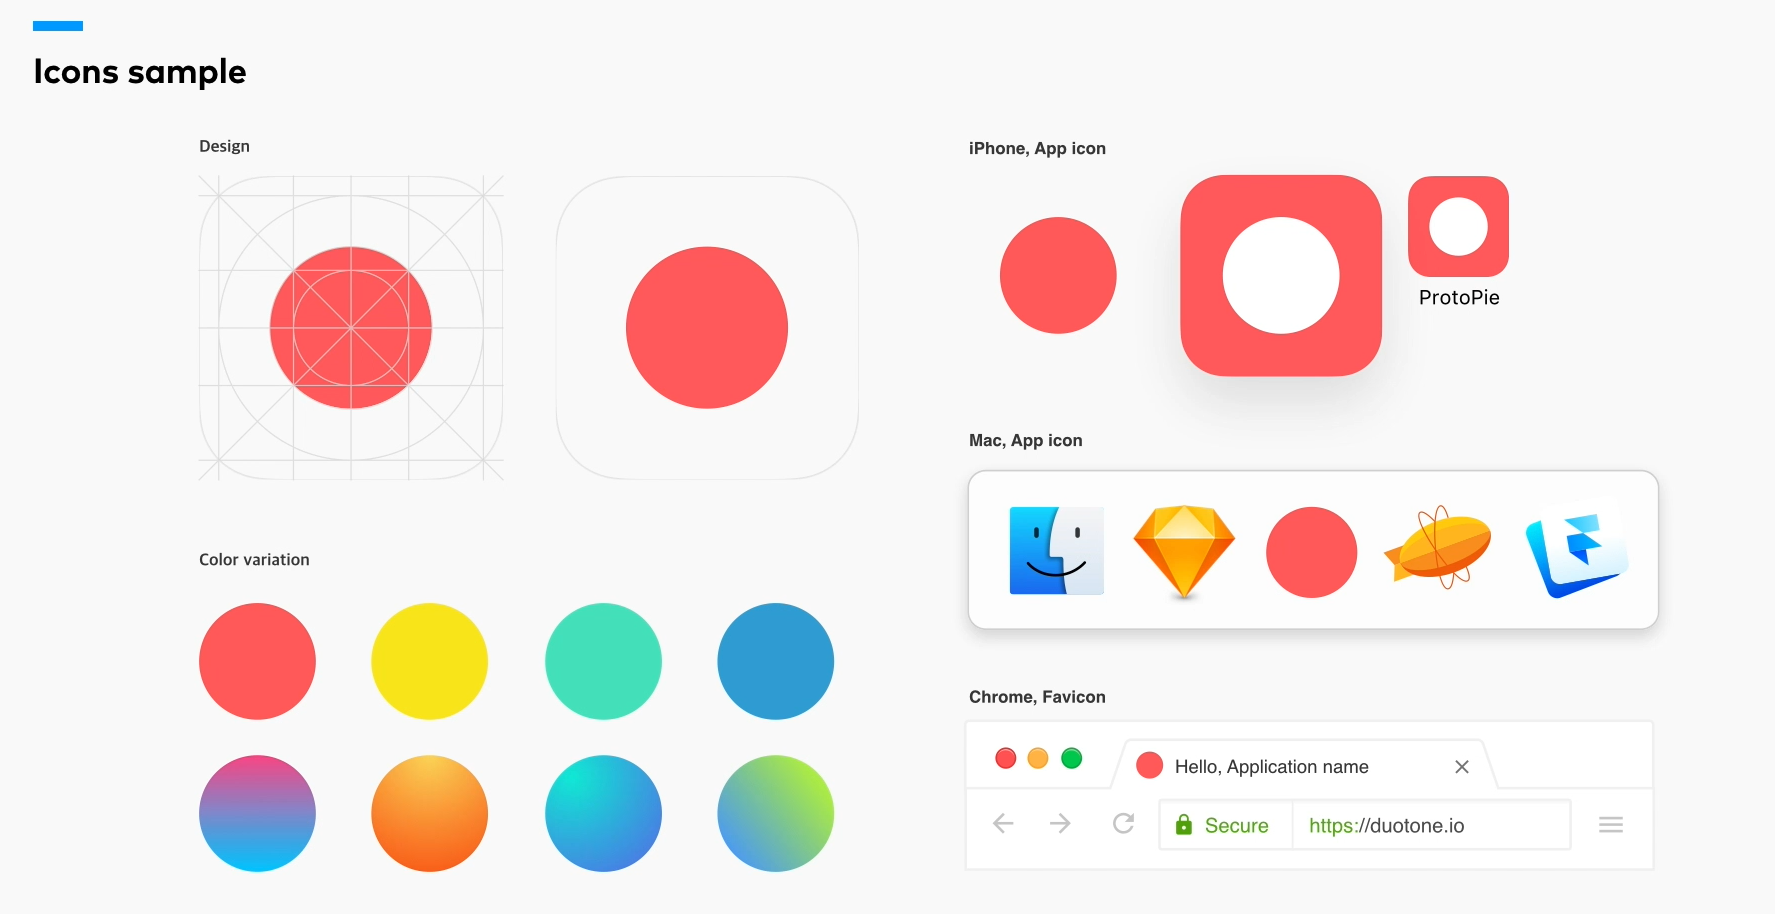 Icons sample
Design
Color variation
iPhone, App icon
ProtoPie
Mac, App icon
Chrome, Favicon
Hello, Application name
Secure
https://duotone.io